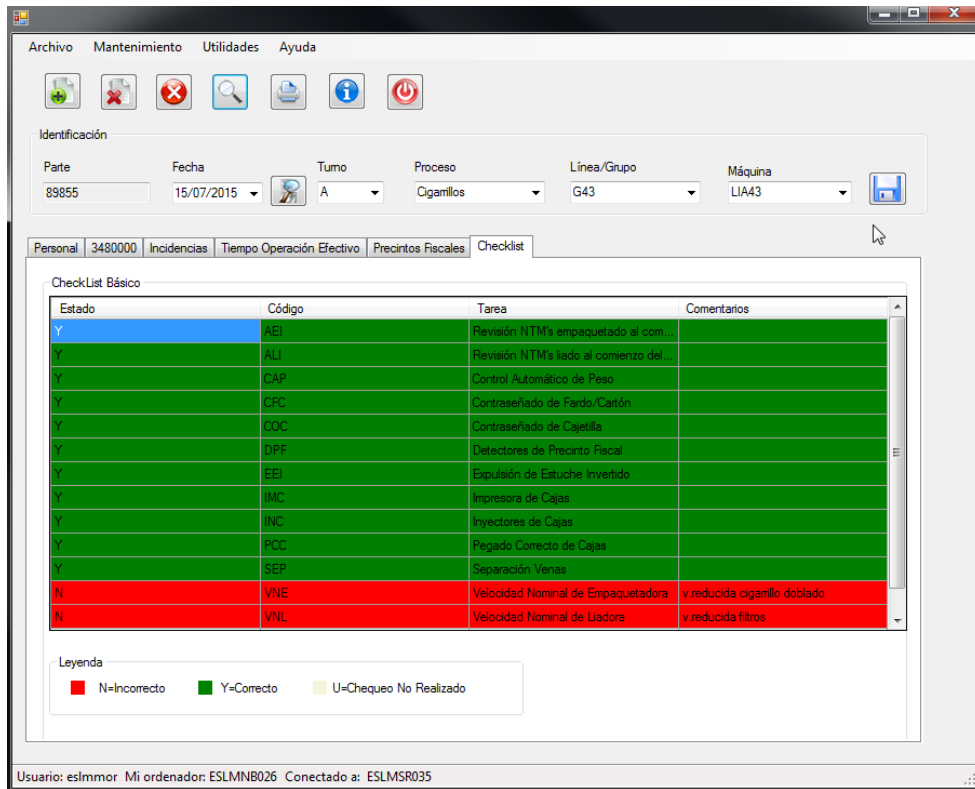 Archivo Mantenimiento Utilidades Ayuda
Identificación
Parte Fecha Turno Proceso Línea/Grupo Máquina
89855 15/07/2015 A Cigarrillos G43 LIA43
Personal 3480000 Incidencias Tiempo Operación Efectivo Precintos Fiscales Checklist
CheckList Básico
Estado Código Tarea Comentarios
Y AEI Revisión NTM's empaquetado al com...
Y ALI Revisión NTM's liado al comienzo del...
Y CAP Control Automático de Peso
Y CFC Contraseñado de Fardo/Cartón
Y COC Contraseñado de Cajetilla
Y DPF Detectores de Precinto Fiscal
Y EEI Expulsión de Estuche Invertido
Y IMC Impresora de Cajas
Y INC Inyectores de Cajas
Y PCC Pegado Correcto de Cajas
Y SEP Separación Venas
N VNE Velocidad Nominal de Empaquetadora v.reducida cigarrillo doblado
N VNL Velocidad Nominal de Liadora v.reducida filtros
Leyenda
N=Incorrecto Y=Correcto U=Chequeo No Realizado
Usuario: eslmmor Mi ordenador: ESLMNB026 Conectado a: ESLMSR035